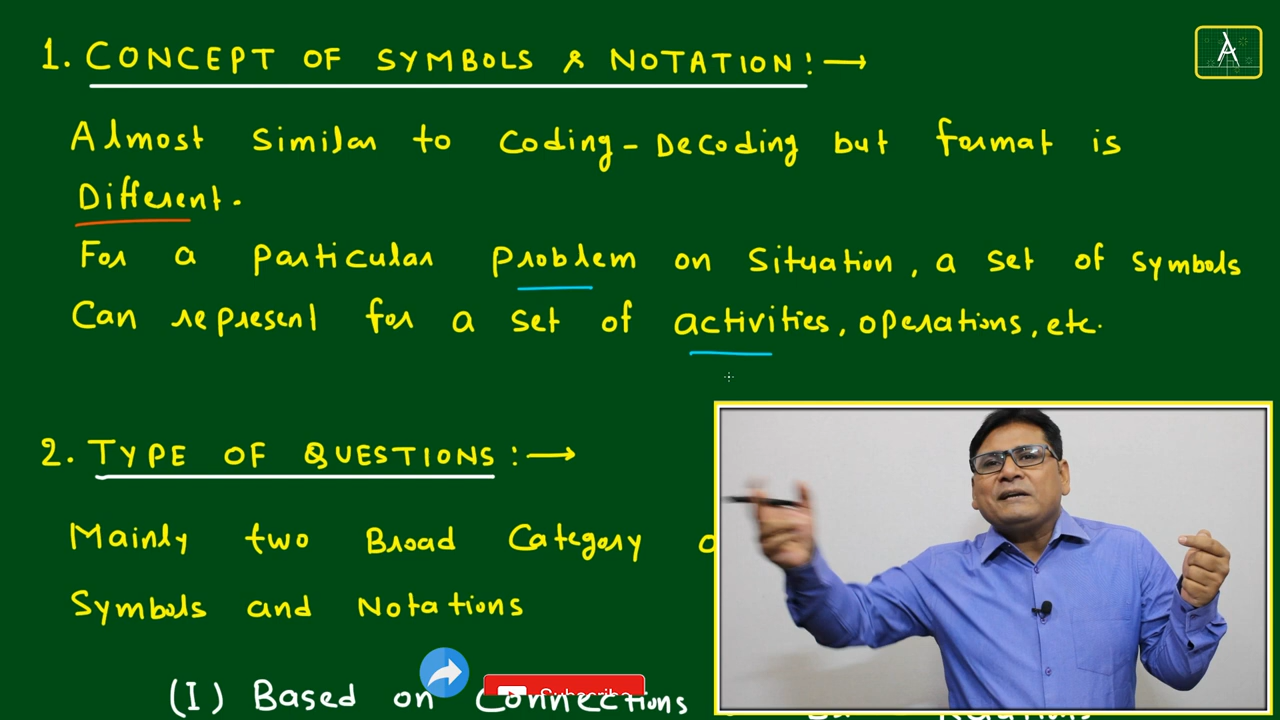 1. CONCEPT OF SYMBOLS & NOTATION:→
Almost similar to coding-Decoding but format is
Different.
For a particular problem or situation, a set of symbols
Can represent for a set of activities, operations, etc.
2. TYPE OF QUESTIONS:→
Mainly two Broad Category
Symbols and Notations
(I) Based on Connections